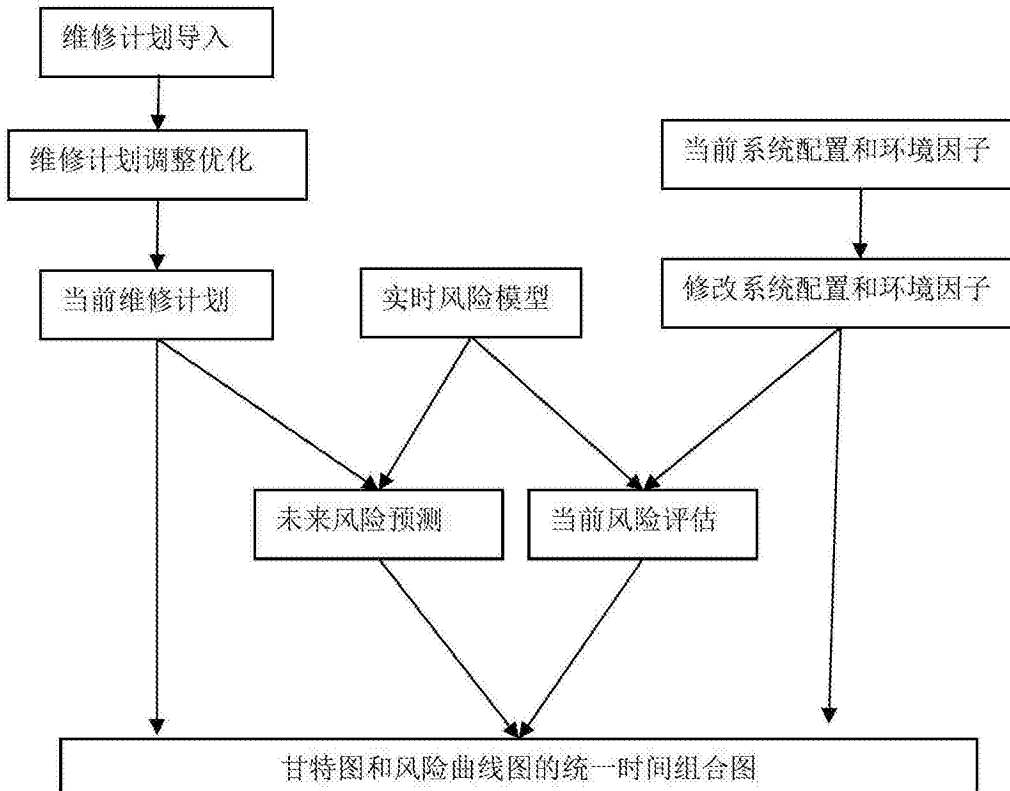 维修计划导入
维修计划调整优化
当前系统配置和环境因子
当前维修计划
实时风险模型
修改系统配置和环境因子
未来风险预测
当前风险评估
甘特图和风险曲线图的统一时间组合图